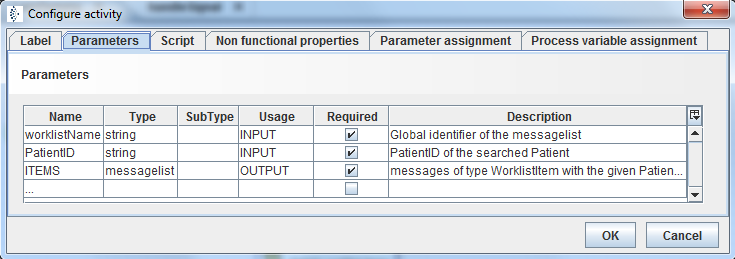 Configure activity
Label Parameters Script Non functional properties Parameter assignment Process variable assignment
Parameters
Name Type SubType Usage Required Description
worklistName string INPUT Global identifier of the messagelist
PatientID string INPUT PatientID of the searched Patient
ITEMS messagelist OUTPUT messages of type WorklistItem with the given Patien...
...
OK Cancel